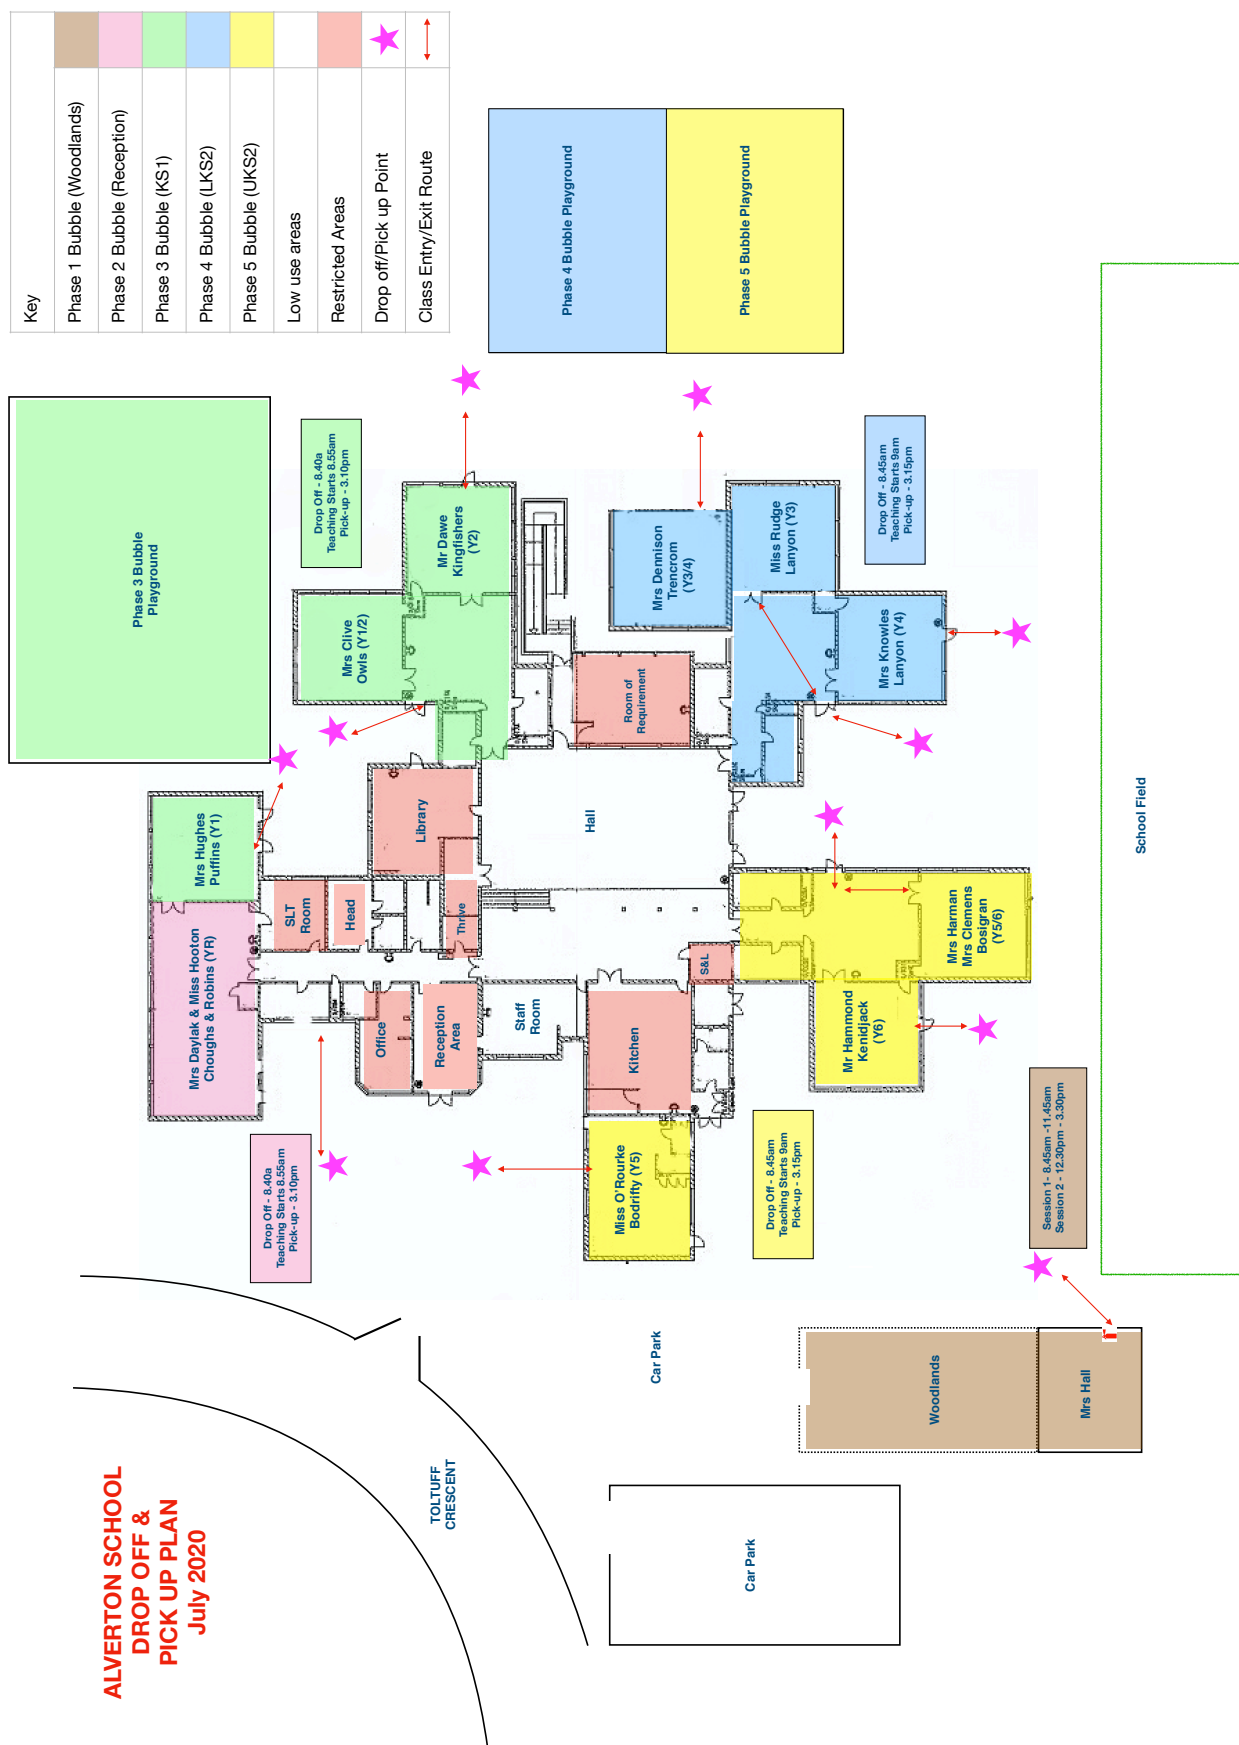 ALVERTON SCHOOL
DROP OFF &
PICK UP PLAN
July 2020
Key
Phase 1 Bubble (Woodlands)
Phase 2 Bubble (Reception)
Phase 3 Bubble (KS1)
Phase 4 Bubble (LKS2)
Phase 5 Bubble (UKS2)
Low use areas
Restricted Areas
Drop off/Pick up Point
Class Entry/Exit Route
Phase 3 Bubble
Playground
Phase 4 Bubble Playground
Phase 5 Bubble Playground
Drop Off - 8.40a
Teaching Starts 8.55am
Pick-up - 3.10pm
Mr Dawe
Kingfishers
(Y2)
Mrs Clive
Owls (Y1/2)
Mrs Dennison
Trencrom
(Y3/4)
Miss Rudge
Lanyon (Y3)
Mrs Knowles
Lanyon (Y4)
Drop Off - 8.45am
Teaching Starts 9am
Pick-up - 3.15pm
Room of
Requirement
Mrs Hughes
Puffins (Y1)
Library
Hall
SLT
Room
Head
Thrive
Mrs Daylak & Miss Hooton
Choughs & Robins (YR)
Office
Reception
Area
Staff
Room
Kitchen
S&L
Mrs Harman
Mrs Clemens
Bosigran
(Y5/6)
Mr Hammond
Kenidjack
(Y6)
Miss O'Rourke
Bodrifty (Y5)
Drop Off - 8.40a
Teaching Starts 8.55am
Pick-up - 3.10pm
Drop Off - 8.45am
Teaching Starts 9am
Pick-up - 3.15pm
Session 1- 8.45am -11.45am
Session 2 - 12.30pm - 3.30pm
School Field
Car Park
Woodlands
Mrs Hall
TOLTUFF
CRESCENT
Car Park